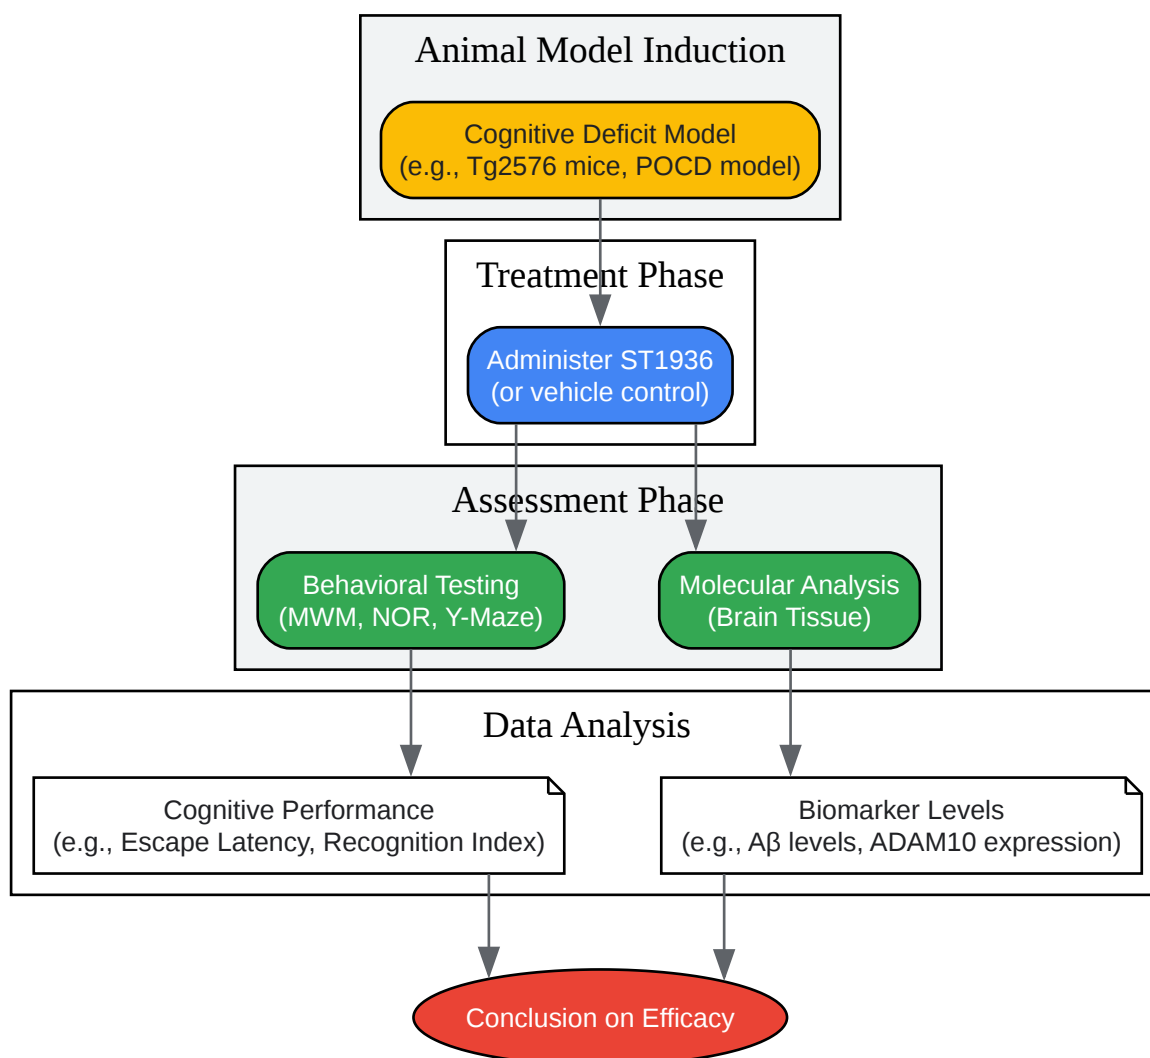 Animal Model Induction
Cognitive Deficit Model
(e.g., Tg2576 mice, POCD model)
Treatment Phase
Administer ST1936
(or vehicle control)
Assessment Phase
Behavioral Testing
(MWM, NOR, Y-Maze)
Molecular Analysis
(Brain Tissue)
Data Analysis
Cognitive Performance
(e.g., Escape Latency, Recognition Index)
Biomarker Levels
(e.g., Aβ levels, ADAM10 expression)
Conclusion on Efficacy